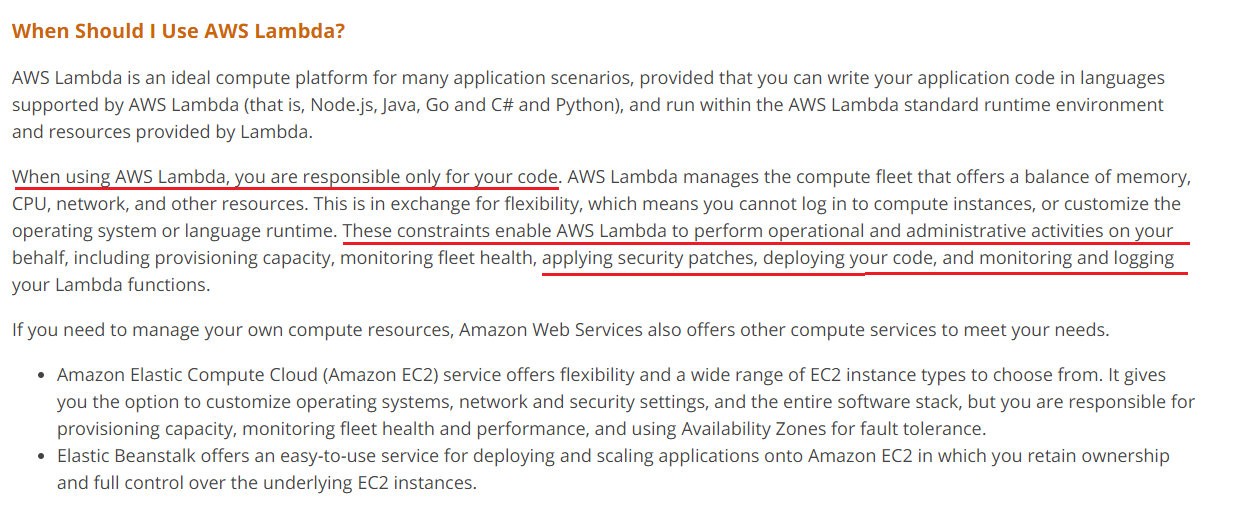 When Should I Use AWS Lambda?
AWS Lambda is an ideal compute platform for many application scenarios, provided that you can write your application code in languages
supported by AWS Lambda (that is, Node.js, Java, Go and C# and Python), and run within the AWS Lambda standard runtime environment
and resources provided by Lambda.
When using AWS Lambda, you are responsible only for your code. AWS Lambda manages the compute fleet that offers a balance of memory,
CPU, network, and other resources. This is in exchange for flexibility, which means you cannot log in to compute instances, or customize the
operating system or language runtime. These constraints enable AWS Lambda to perform operational and administrative activities on your
behalf, including provisioning capacity, monitoring fleet health, applying security patches, deploying your code, and monitoring and logging
your Lambda functions.
If you need to manage your own compute resources, Amazon Web Services also offers other compute services to meet your needs.
• Amazon Elastic Compute Cloud (Amazon EC2) service offers flexibility and a wide range of EC2 instance types to choose from. It gives
you the option to customize operating systems, network and security settings, and the entire software stack, but you are responsible for
provisioning capacity, monitoring fleet health and performance, and using Availability Zones for fault tolerance.
• Elastic Beanstalk offers an easy-to-use service for deploying and scaling applications onto Amazon EC2 in which you retain ownership
and full control over the underlying EC2 instances.